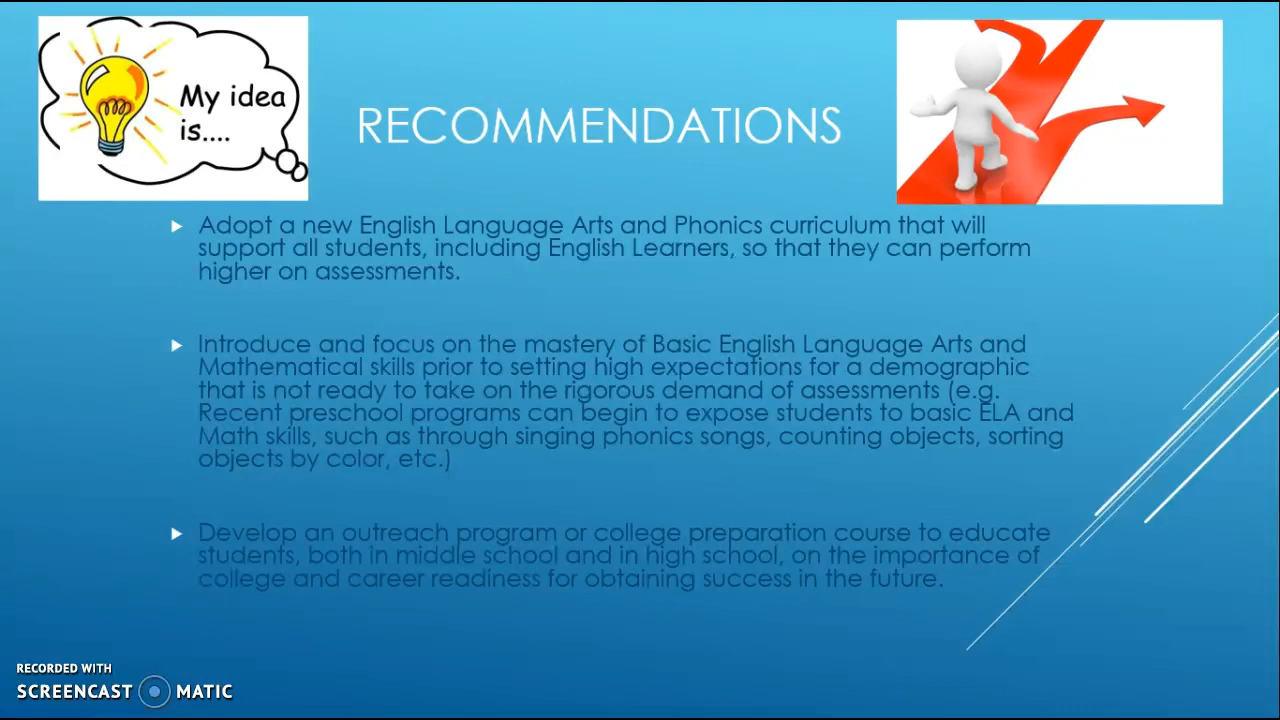 My idea
is....
RECOMMENDATIONS
Adopt a new English Language Arts and Phonics curriculum that will
support all students, including English Learners, so that they can perform
higher on assessments.
Introduce and focus on the mastery of Basic English Language Arts and
Mathematical skills prior to setting high expectations for a demographic
that is not ready to take on the rigorous demand of assessments (e.g.
Recent preschool programs can begin to expose students to basic ELA and
Math skills, such as through singing phonics songs, counting objects, sorting
objects by color, etc.)
Develop an outreach program or college preparation course to educate
students, both in middle school and in high school, on the importance of
college and career readiness for obtaining success in the future.
RECORDED WITH
SCREENCAST MATIC